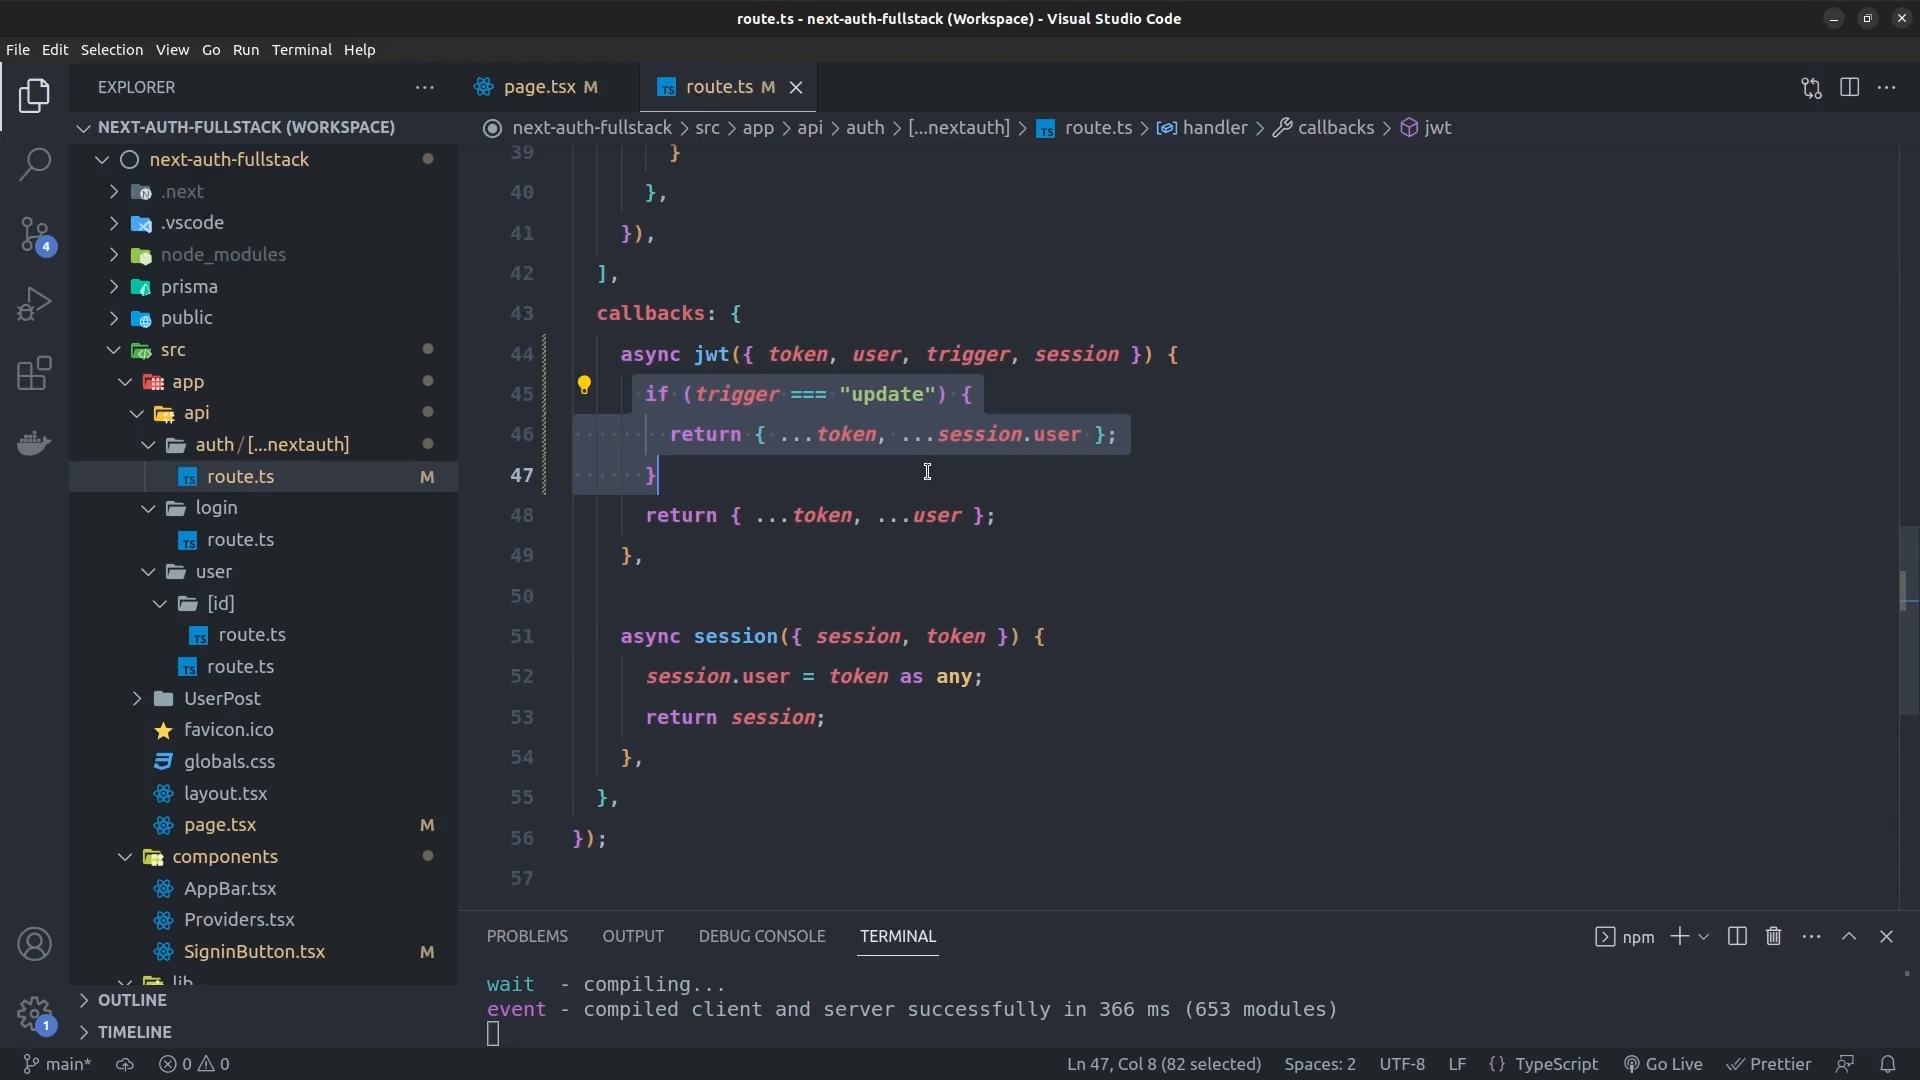 route.ts - next-auth-fullstack (Workspace) - Visual Studio Code
File Edit Selection View Go Run Terminal Help
EXPLORER
NEXT-AUTH-FULLSTACK (WORKSPACE)
next-auth-fullstack
.next
.vscode
node_modules
prisma
public
src
app
api
auth / [...nextauth]
route.ts M
login
route.ts
user
[id]
route.ts
route.ts
UserPost
favicon.ico
globals.css
layout.tsx
page.tsx M
components
AppBar.tsx
Providers.tsx
SigninButton.tsx M
lib
OUTLINE
TIMELINE
4
1
page.tsx M
route.ts M
next-auth-fullstack > src > app > api > auth > [...nextauth] > route.ts > handler > callbacks > jwt
39 }
40 },
41 }),
42 ],
43 callbacks: {
44 async jwt({ token, user, trigger, session }) {
45 if (trigger === "update") {
46 return { ...token, ...session.user };
47 }
48 return { ...token, ...user };
49 },
50
51 async session({ session, token }) {
52 session.user = token as any;
53 return session;
54 },
55 },
56 });
57
PROBLEMS OUTPUT DEBUG CONSOLE TERMINAL
npm
wait - compiling...
event - compiled client and server successfully in 366 ms (653 modules)
main* 0 0 Ln 47, Col 8 (82 selected) Spaces: 2 UTF-8 LF {} TypeScript Go Live Prettier